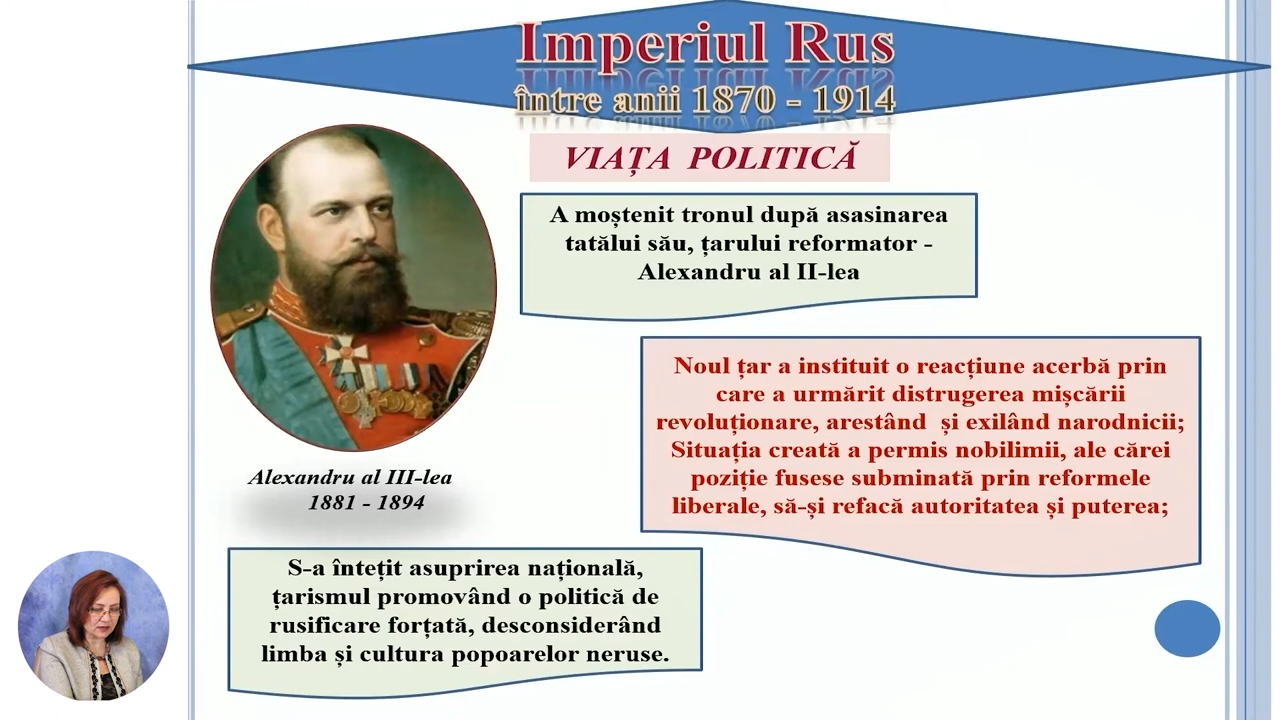 Imperiul Rus
între anii 1870 - 1914
VIAȚA POLITICĂ
A moștenit tronul după asasinarea
tatălui său, țarului reformator -
Alexandru al II-lea
Noul țar a instituit o reacțiune acerbă prin
care a urmărit distrugerea mișcării
revoluționare, arestând și exilând narodnicii;
Situația creată a permis nobilimii, ale cărei
poziție fusese subminată prin reformele
liberale, să-și refacă autoritatea și puterea;
Alexandru al III-lea
1881 - 1894
S-a întețit asuprirea națională,
țarismul promovând o politică de
rusificare forțată, desconsiderând
limba și cultura popoarelor neruse.